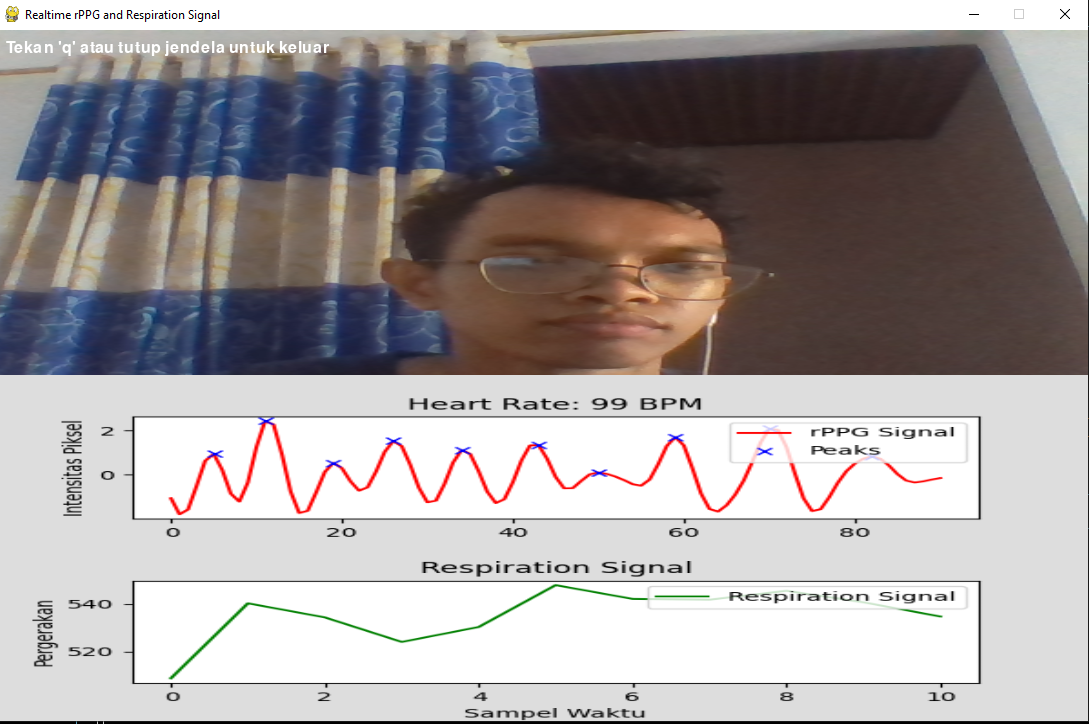 Realtime rPPG and Respiration Signal
Tekan 'q' atau tutup jendela untuk keluar
Heart Rate: 99 BPM
Intensitas Piksel
2
0
rPPG Signal
Peaks
0 20 40 60 80
Respiration Signal
Pergerakan
540
520
Respiration Signal
0 2 4 6 8 10
Sampel Waktu